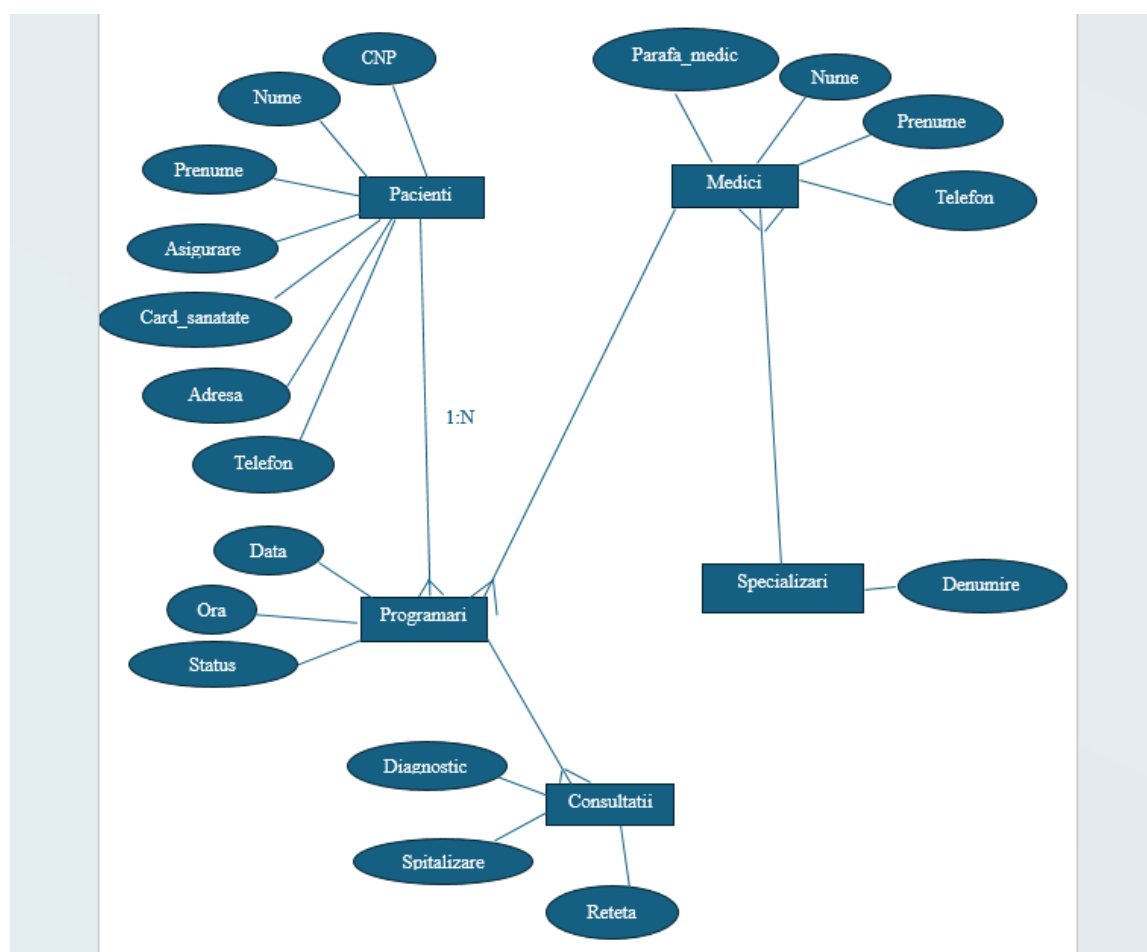 CNP
Nume
Prenume
Asigurare
Card_sanatate
Adresa
Telefon
Pacienti
Parafa_medic
Nume
Prenume
Telefon
Medici
1:N
Data
Ora
Status
Programari
Specializari
Denumire
Diagnostic
Spitalizare
Reteta
Consultatii